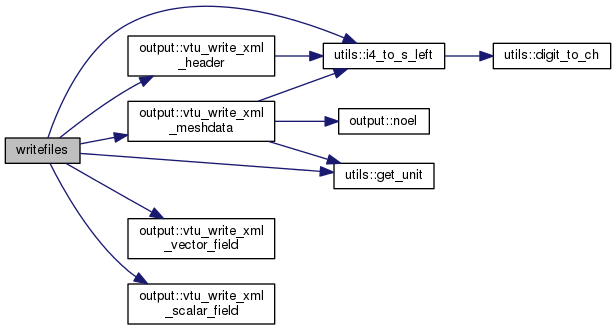 writefiles
output::vtu_write_xml
_header
output::vtu_write_xml
_meshdata
output::vtu_write_xml
_vector_field
output::vtu_write_xml
_scalar_field
utils::i4_to_s_left
output::noel
utils::get_unit
utils::digit_to_ch